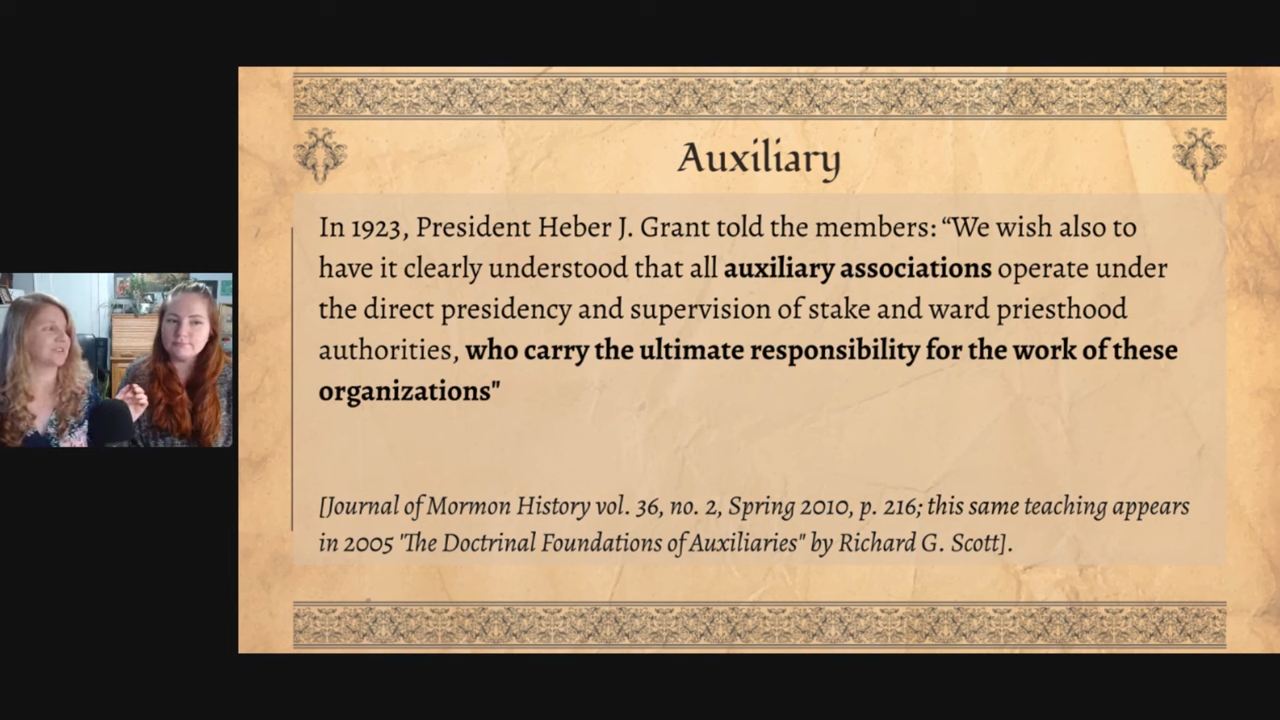 Auxiliary
In 1923, President Heber J. Grant told the members: “We wish also to
have it clearly understood that all auxiliary associations operate under
the direct presidency and supervision of stake and ward priesthood
authorities, who carry the ultimate responsibility for the work of these
organizations"
[Journal of Mormon History vol. 36, no. 2, Spring 2010, p. 216; this same teaching appears
in 2005 'The Doctrinal Foundations of Auxiliaries" by Richard G. Scott].